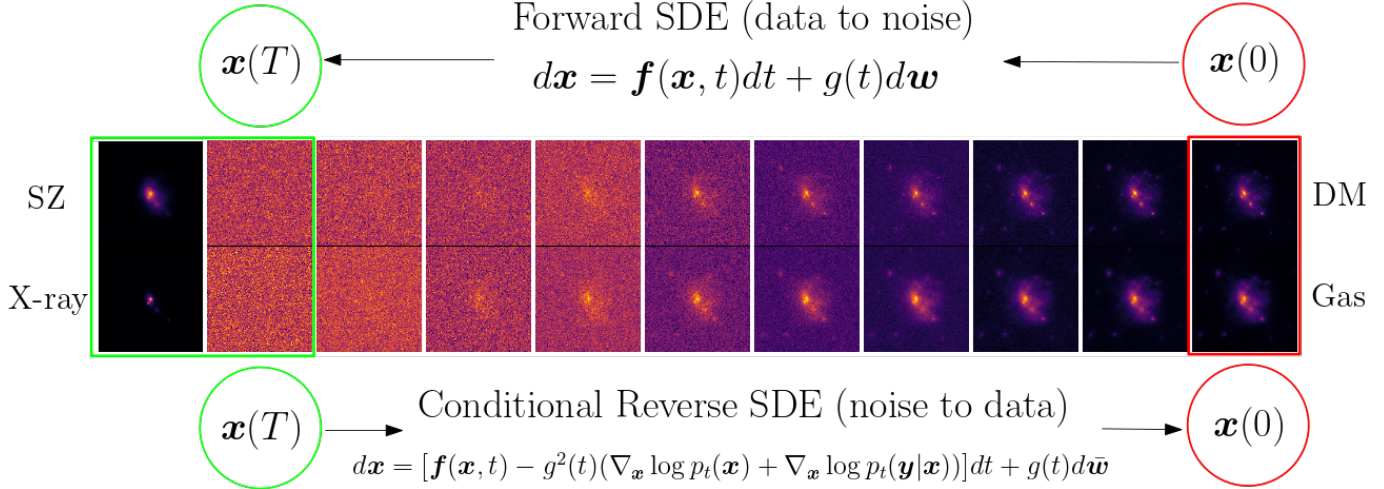 Forward SDE (data to noise)
𝒙(T)
d𝒙 = 𝒇(𝒙, t)dt + g(t)d𝒘
𝒙(0)
SZ
DM
X-ray
Gas
𝒙(T)
Conditional Reverse SDE (noise to data)
𝒙(0)
d𝒙 = [𝒇(𝒙, t) − g²(t)(∇𝒙 log pₜ(𝒙) + ∇𝒙 log pₜ(𝒚|𝒙))]dt + g(t)d𝒘̄